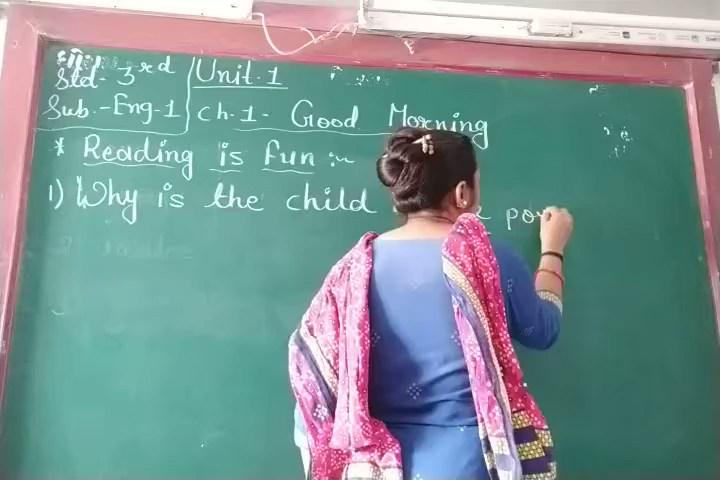 Std- 3rd
Unit-1
Sub.-Eng-1
Ch-1- Good Morning
* Reading is fun :~
1) Why is the child